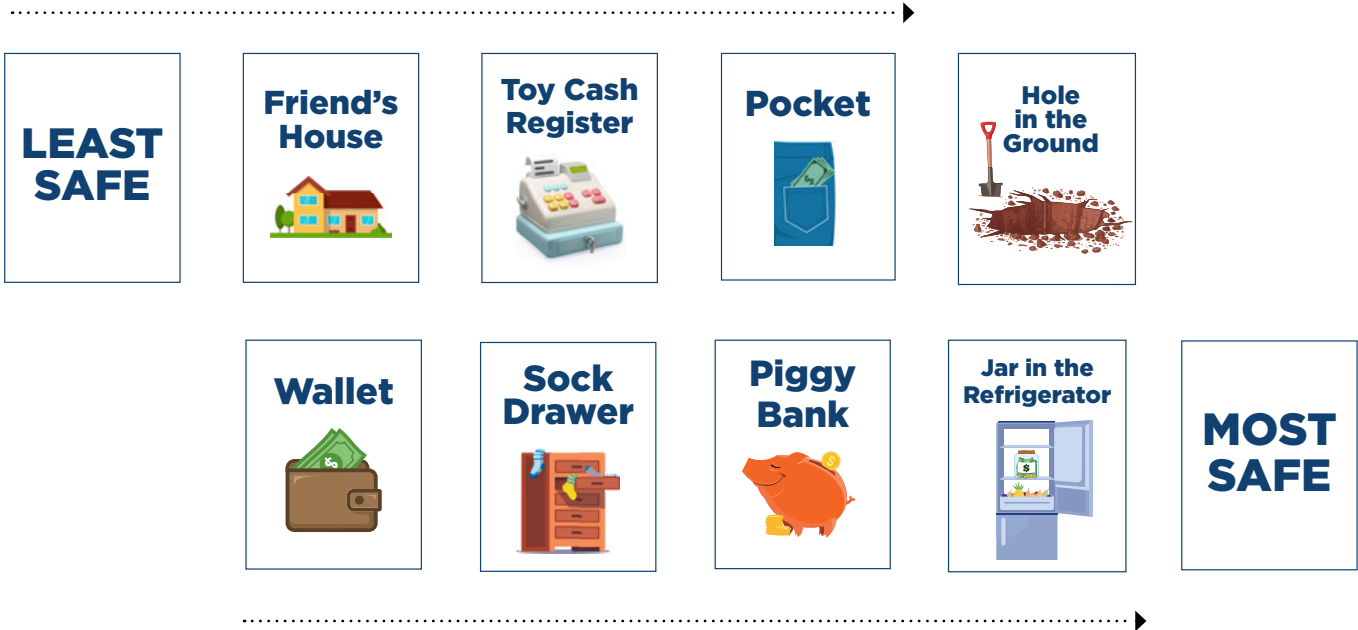 LEAST
SAFE
Friend’s
House
Toy Cash
Register
Pocket
Hole
in the
Ground
Wallet
Sock
Drawer
Piggy
Bank
Jar in the
Refrigerator
MOST
SAFE